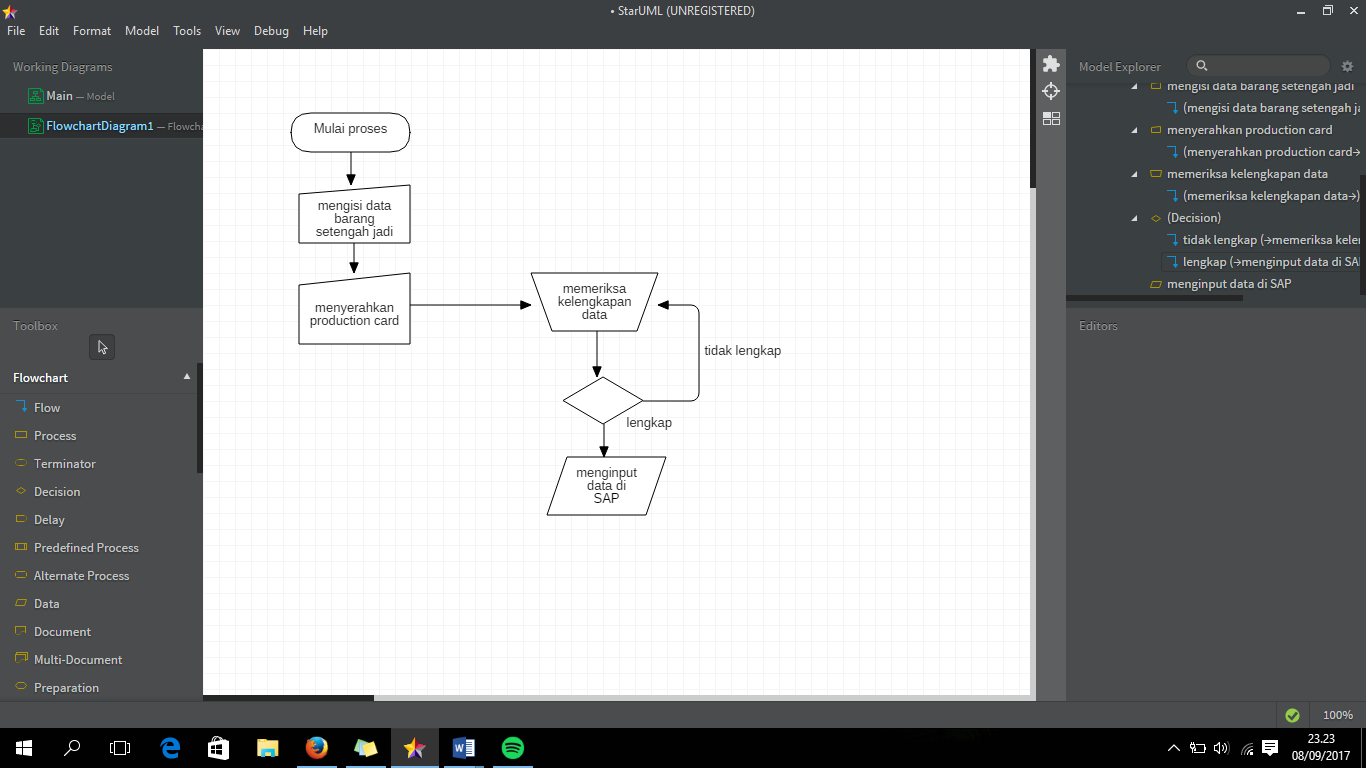 • StarUML (UNREGISTERED)
File Edit Format Model Tools View Debug Help
Working Diagrams
Main — Model
FlowchartDiagram1 — Flowcha
Toolbox
Flowchart
Flow
Process
Terminator
Decision
Delay
Predefined Process
Alternate Process
Data
Document
Multi-Document
Preparation
Mulai proses
mengisi data
barang
setengah jadi
menyerahkan
production card
memeriksa
kelengkapan
data
tidak lengkap
lengkap
menginput
data di
SAP
Model Explorer
mengisi data barang setengah jadi
(mengisi data barang setengah ja
menyerahkan production card
(menyerahkan production card→
memeriksa kelengkapan data
(memeriksa kelengkapan data→)
(Decision)
tidak lengkap (→memeriksa keler
lengkap (→menginput data di SA
menginput data di SAP
Editors
100%
23.23
08/09/2017